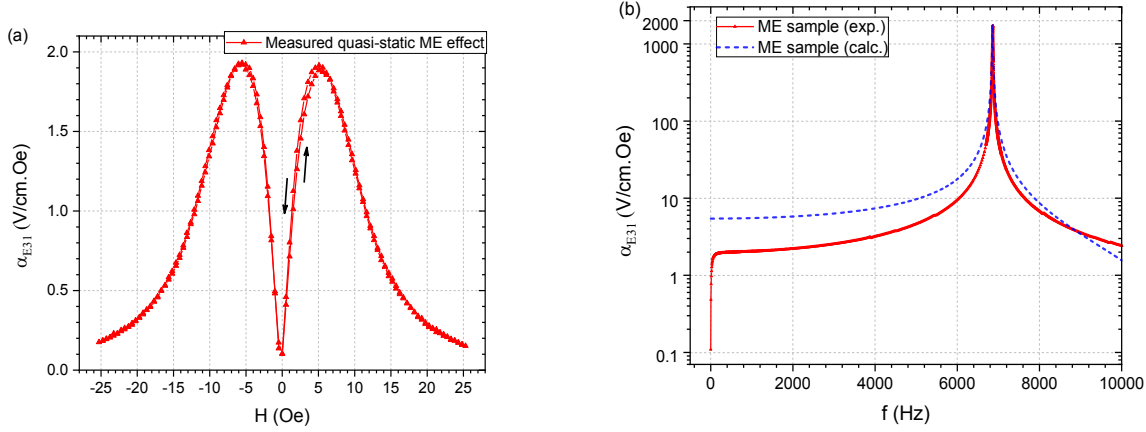 (a)
Measured quasi-static ME effect
2.0
1.5
1.0
0.5
0.0
α_E31 (V/cm.Oe)
-25 -20 -15 -10 -5 0 5 10 15 20 25
H (Oe)
(b)
ME sample (exp.)
ME sample (calc.)
2000
1000
100
10
1
0.1
α_E31 (V/cm.Oe)
0 2000 4000 6000 8000 10000
f (Hz)